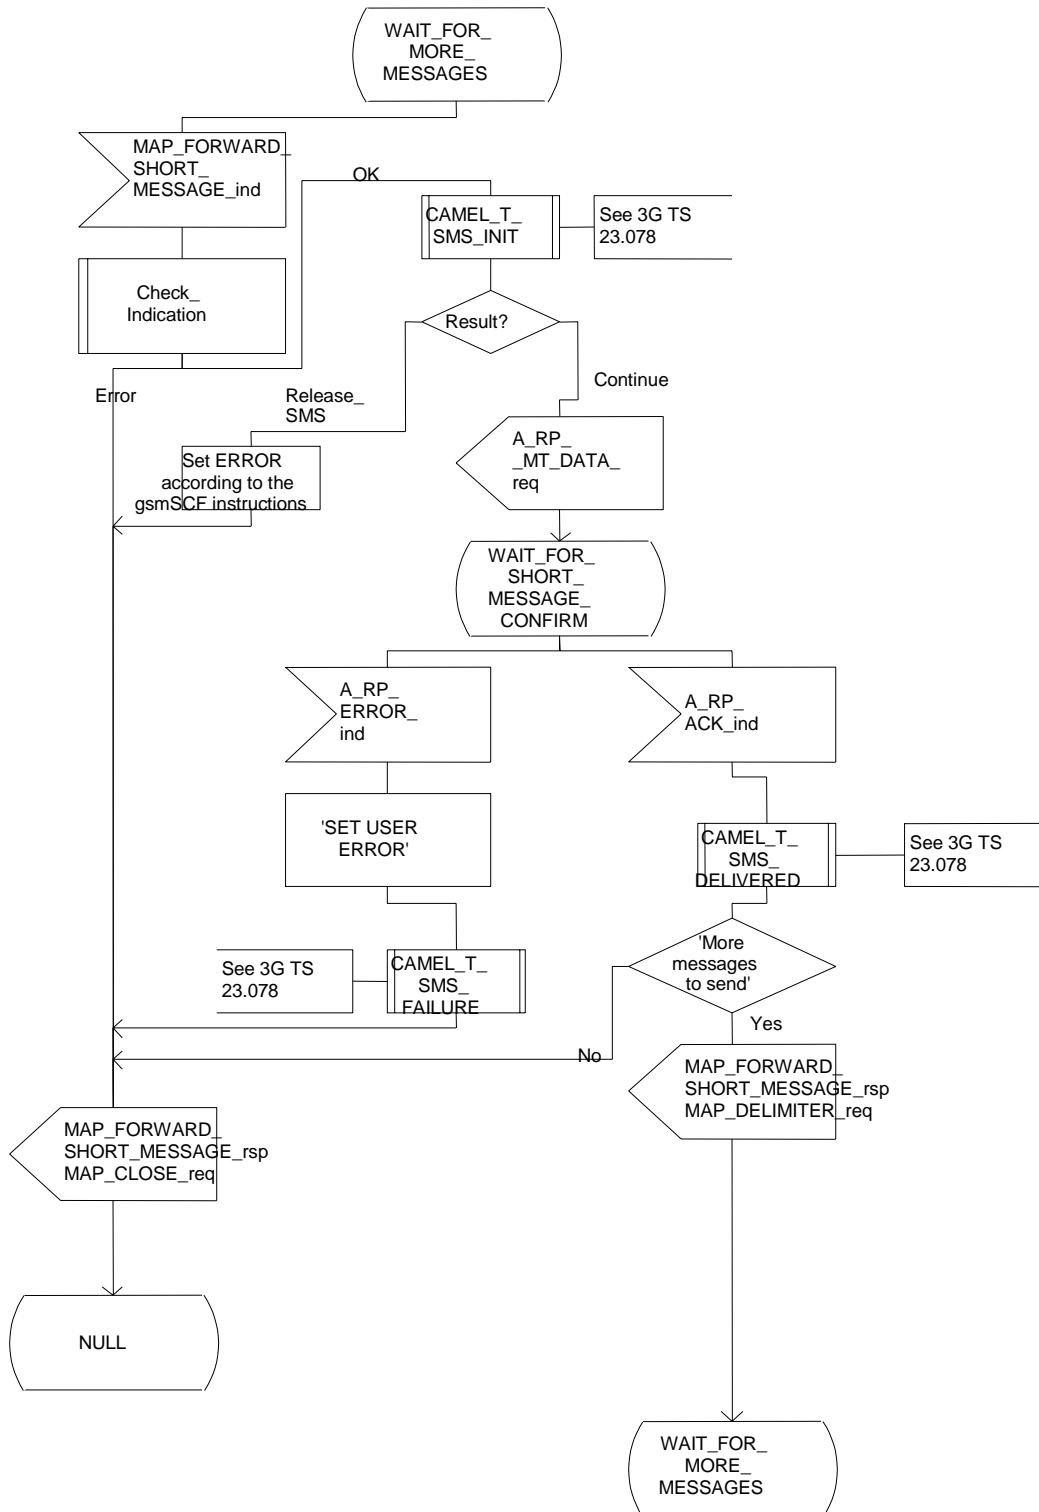 WAIT_FOR_
MORE_
MESSAGES
MAP_FORWARD_
SHORT_
MESSAGE_ind
OK
CAMEL_T_
SMS_INIT
See 3G TS
23.078
Check_
Indication
Result?
Error
Release_
SMS
Continue
Set ERROR
according to the
gsmSCF instructions
A_RP_
_MT_DATA_
req
WAIT_FOR_
SHORT_
MESSAGE_
CONFIRM
A_RP_
ERROR_
ind
A_RP_
ACK_ind
'SET USER
ERROR'
CAMEL_T_
SMS_
DELIVERED
See 3G TS
23.078
See 3G TS
23.078
CAMEL_T_
SMS_
FAILURE
'More
messages
to send'
Yes
No
MAP_FORWARD_
SHORT_MESSAGE_rsp
MAP_DELIMITER_req
MAP_FORWARD_
SHORT_MESSAGE_rsp
MAP_CLOSE_req
NULL
WAIT_FOR_
MORE_
MESSAGES